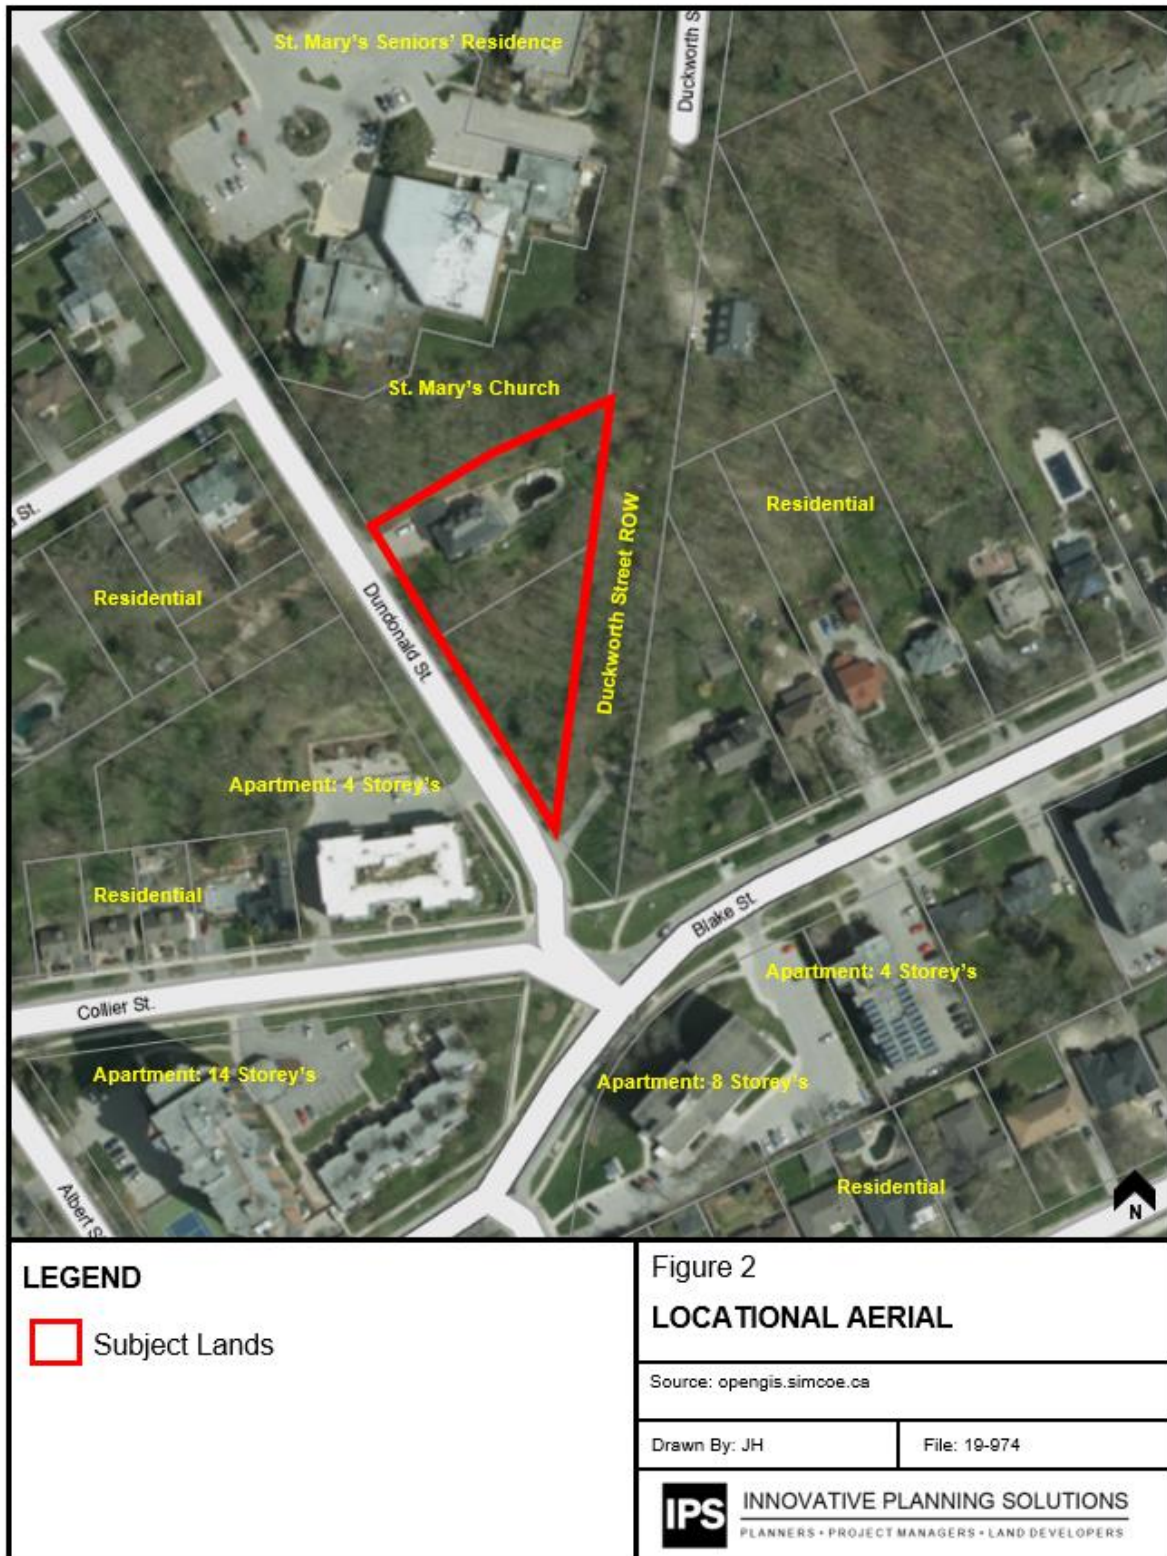 St. Mary's Seniors' Residence
Duckworth S
St. Mary's Church
St.
Residential
Residential
Dundonald St.
Duckworth Street ROW
Apartment: 4 Storey's
Residential
Blake St.
Apartment: 4 Storey's
Collier St.
Apartment: 14 Storey's
Apartment: 8 Storey's
Albert S
Residential
N
LEGEND
Subject Lands
Figure 2
LOCATIONAL AERIAL
Source: opengis.simcoe.ca
Drawn By: JH
File: 19-974
IPS
INNOVATIVE PLANNING SOLUTIONS
PLANNERS • PROJECT MANAGERS • LAND DEVELOPERS